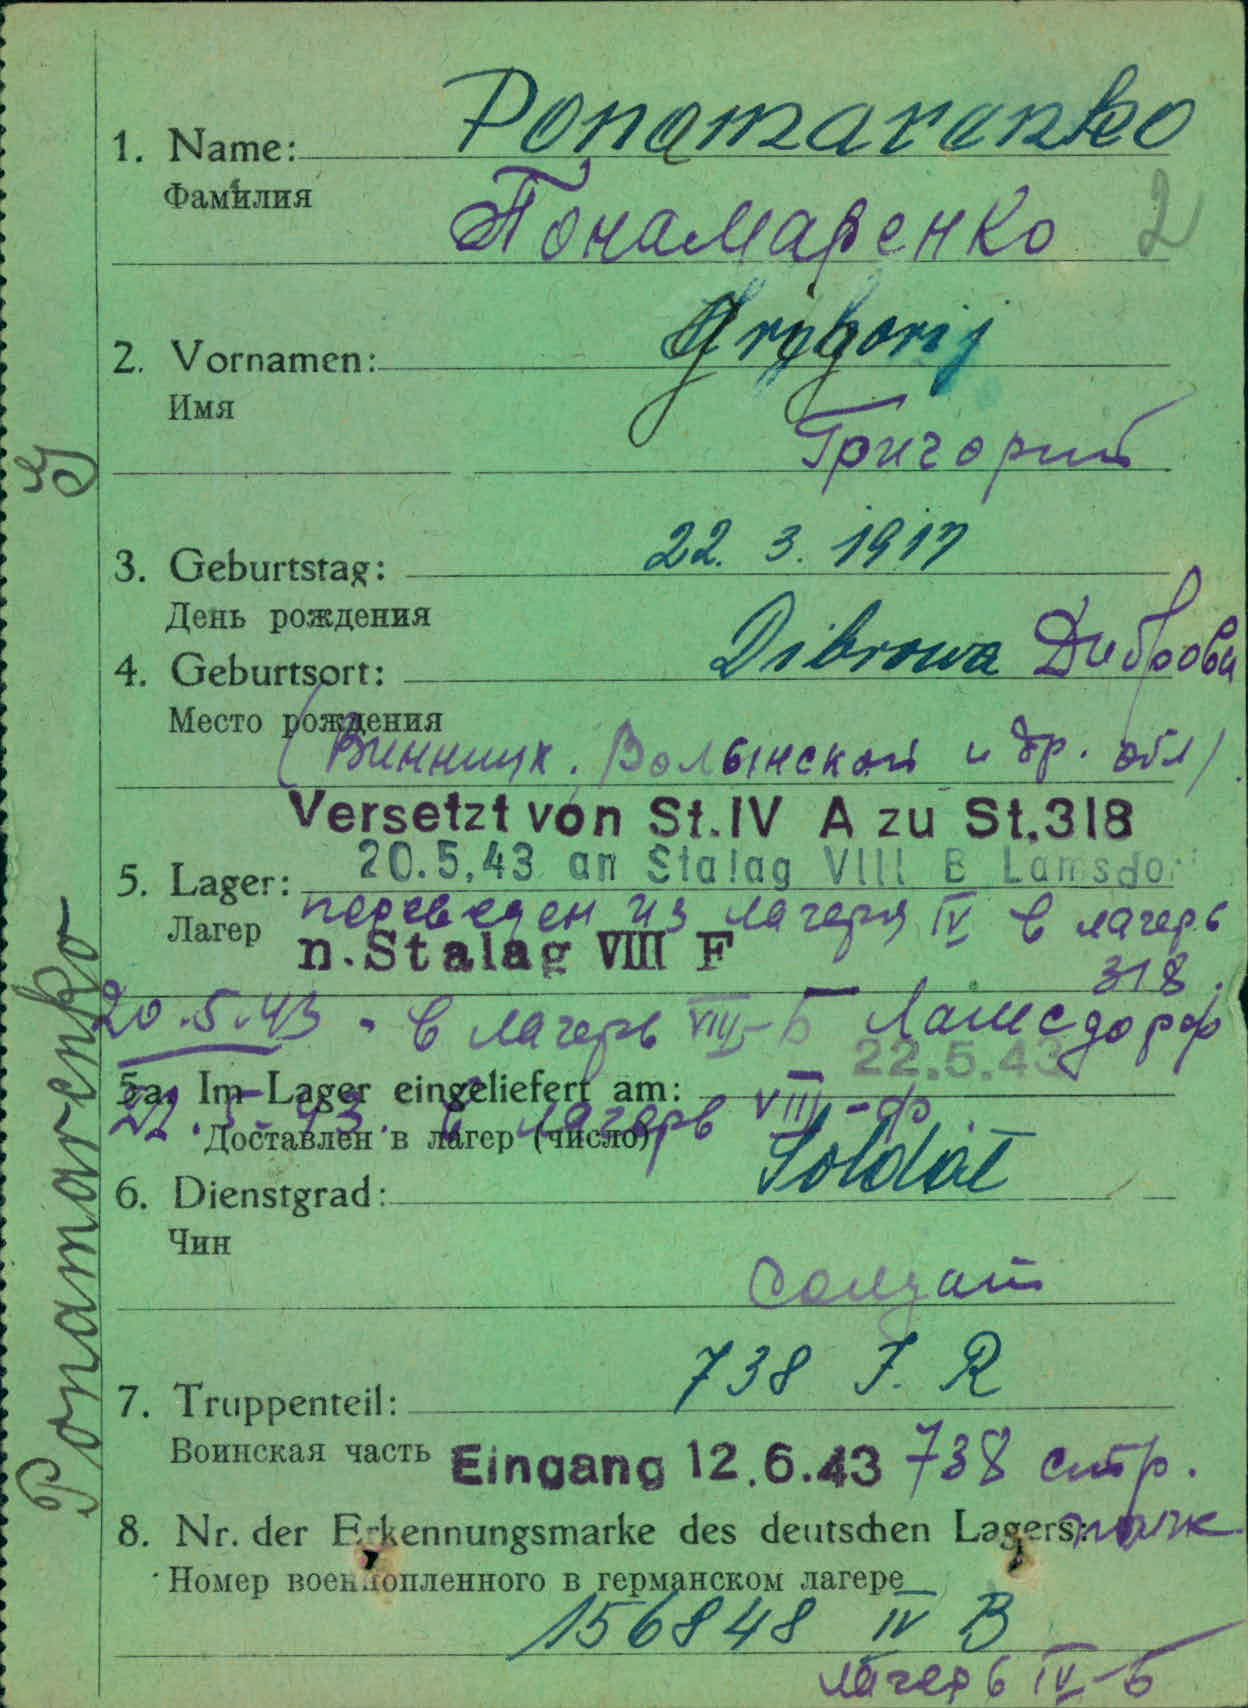 1. Name: Ponamarenko
Фамилия
Понамаренко 2
2. Vornamen: Grigorij
Имя
Григорий
3. Geburtstag: 22. 3. 1917
День рождения
4. Geburtsort: Dibrowa Диброва
Место рождения
(Винницк. Волынской и др. обл)
Versetzt von St. IV A zu St. 318
20.5.43 an Stalag VIII B Lamsdor
5. Lager:
переведен из лагеря IV в лагерь
Лагер
n. Stalag VIII F
318.
20.5.43 - в лагерь VIII-Б Ламсдорф
22.5.43
5a. Im Lager eingeliefert am:
22.5.43. в лагерь VIII-ф.
Доставлен в лагер (число)
6. Dienstgrad: Soldat
Чин
Солдат
7. Truppenteil: 738 I. R
Воинская часть Eingang 12.6.43 738 стр.
полк
8. Nr. der Erkennungsmarke des deutschen Lagers:
Номер военнопленного в германском лагере
156848 IV B
лагерь IV-Б
Ponamarenko